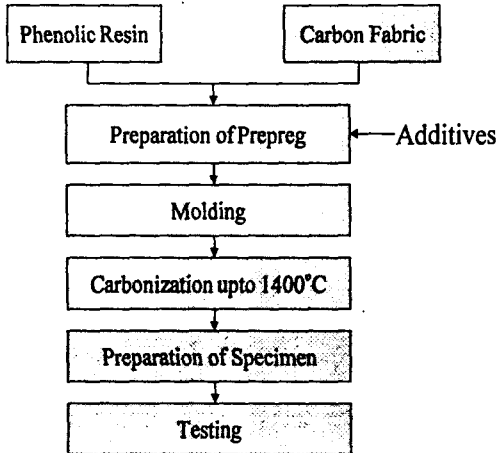 Phenolic Resin
Carbon Fabric
Preparation of Prepreg
Additives
Molding
Carbonization upto 1400°C
Preparation of Specimen
Testing